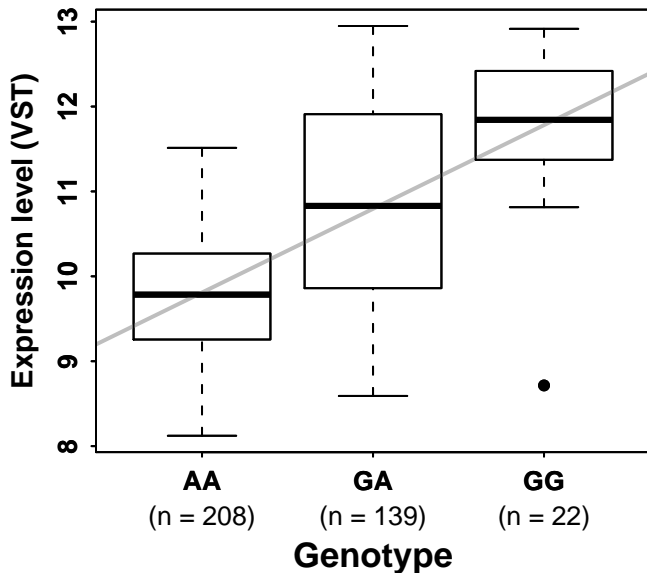 Expression level (VST)
13
12
11
10
9
8
AA GA GG
(n = 208) (n = 139) (n = 22)
Genotype